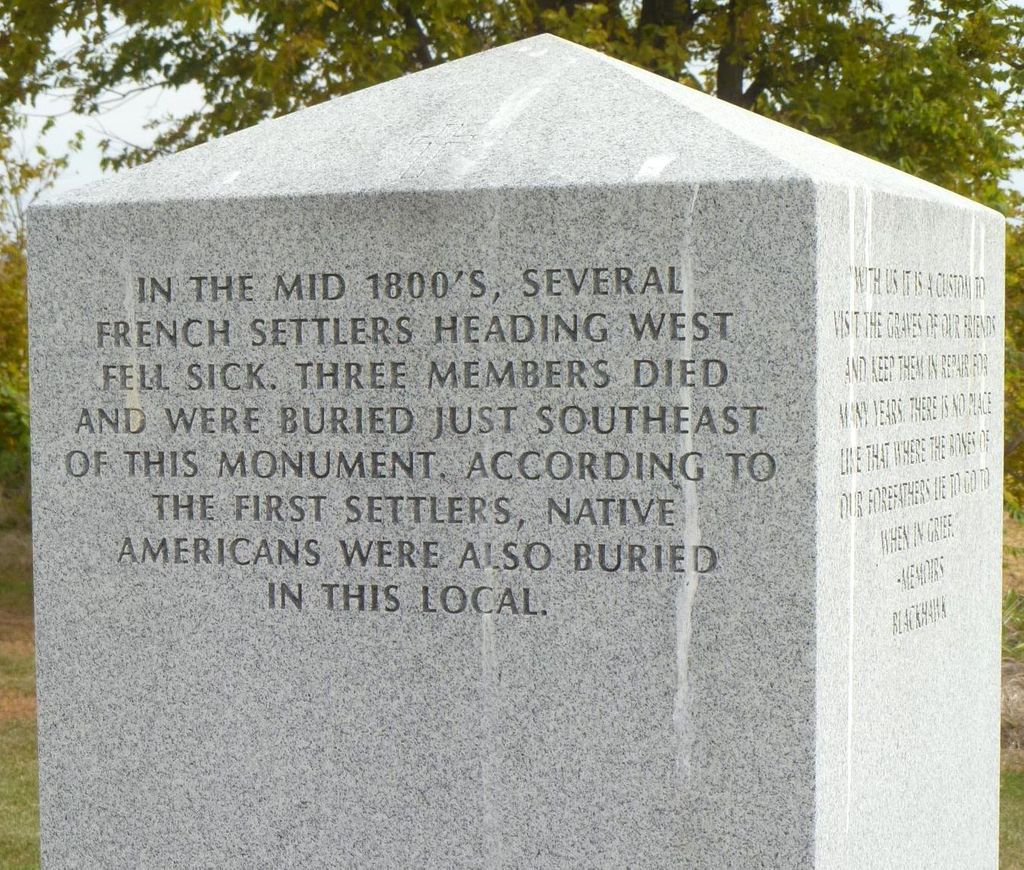 IN THE MID 1800'S, SEVERAL
FRENCH SETTLERS HEADING WEST
FELL SICK. THREE MEMBERS DIED
AND WERE BURIED JUST SOUTHEAST
OF THIS MONUMENT. ACCORDING TO
THE FIRST SETTLERS, NATIVE
AMERICANS WERE ALSO BURIED
IN THIS LOCAL.
"WITH US IT IS A CUSTOM TO
VISIT THE GRAVES OF OUR FRIENDS
AND KEEP THEM IN REPAIR FOR
MANY YEARS. THERE IS NO PLACE
LIKE THAT WHERE THE BONES OF
OUR FOREFATHERS LIE TO GO TO
WHEN IN GRIEF."
-MEMOIRS
BLACKHAWK